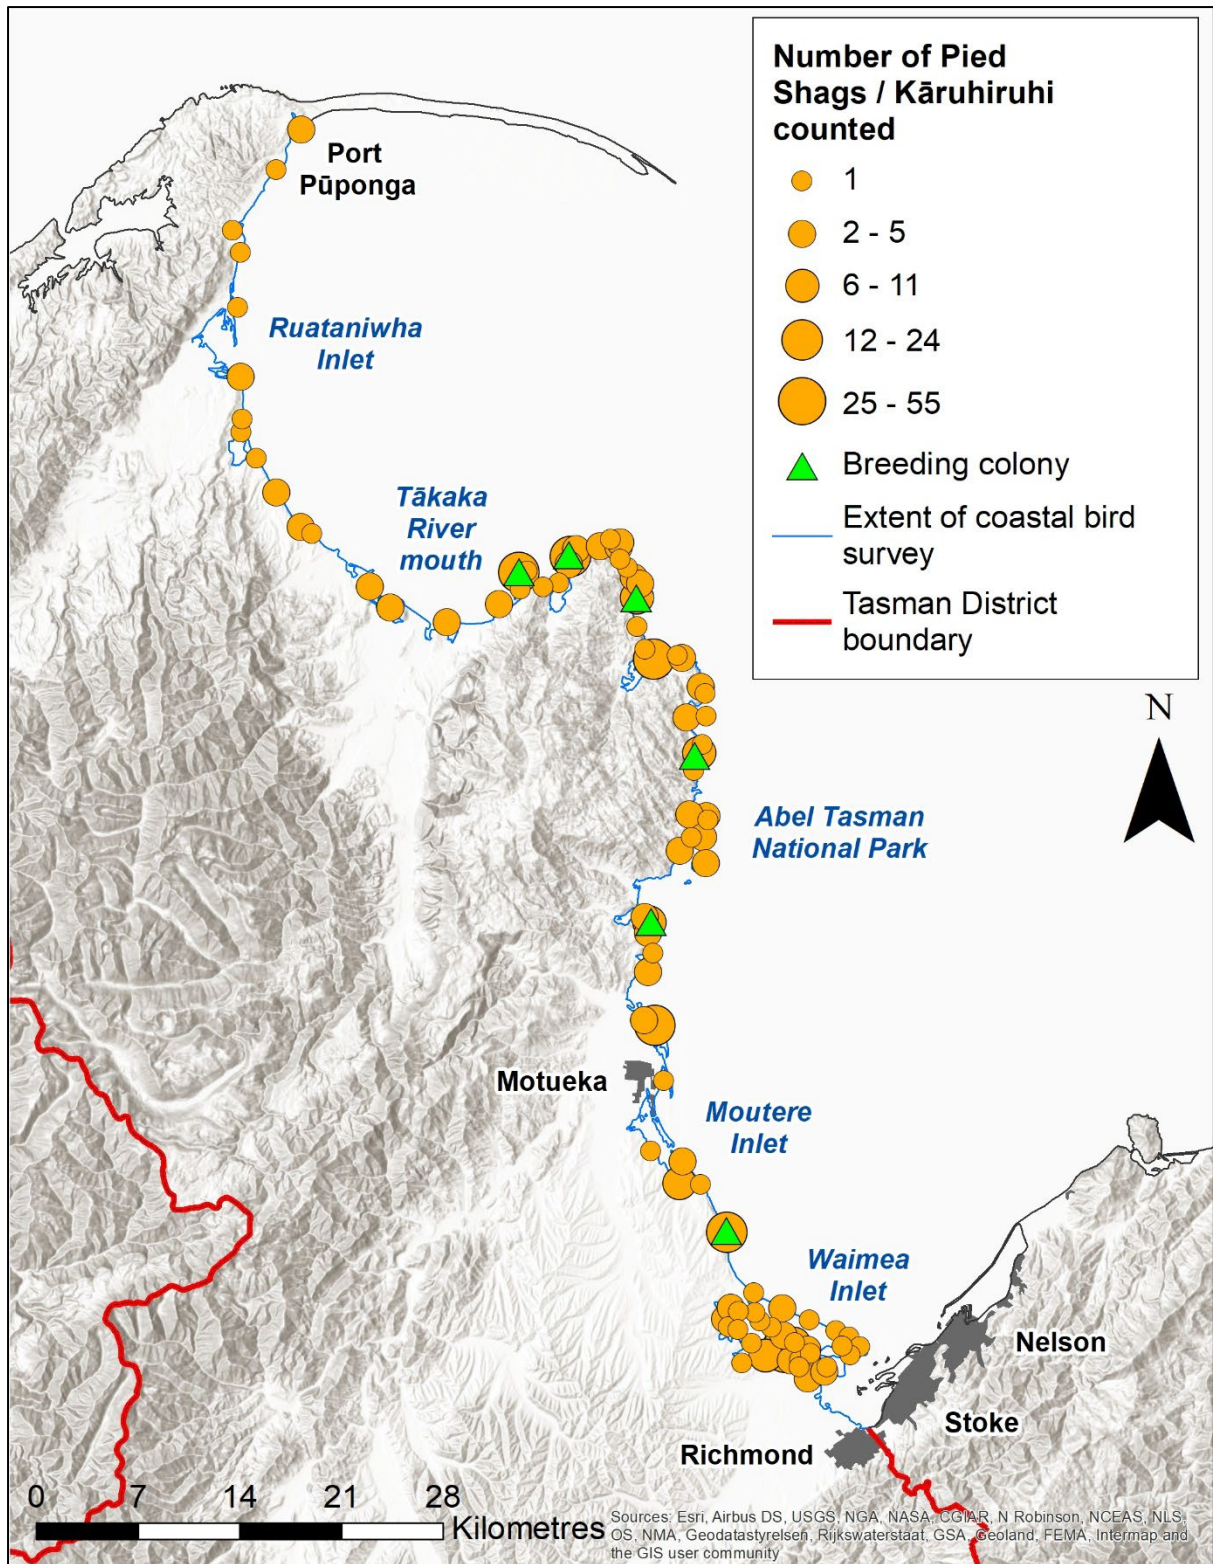 Number of Pied
Shags / Kāruhiruhi
counted
1
2 - 5
6 - 11
12 - 24
25 - 55
Breeding colony
Extent of coastal bird
survey
Tasman District
boundary
Port
Pūponga
Ruataniwha
Inlet
Tākaka
River
mouth
N
Abel Tasman
National Park
Motueka
Moutere
Inlet
Waimea
Inlet
Nelson
Stoke
Richmond
0 7 14 21 28
Kilometres
Sources: Esri, Airbus DS, USGS, NGA, NASA, CGIAR, N Robinson, NCEAS, NLS,
OS, NMA, Geodatastyrelsen, Rijkswaterstaat, GSA, Geoland, FEMA, Intermap and
the GIS user community